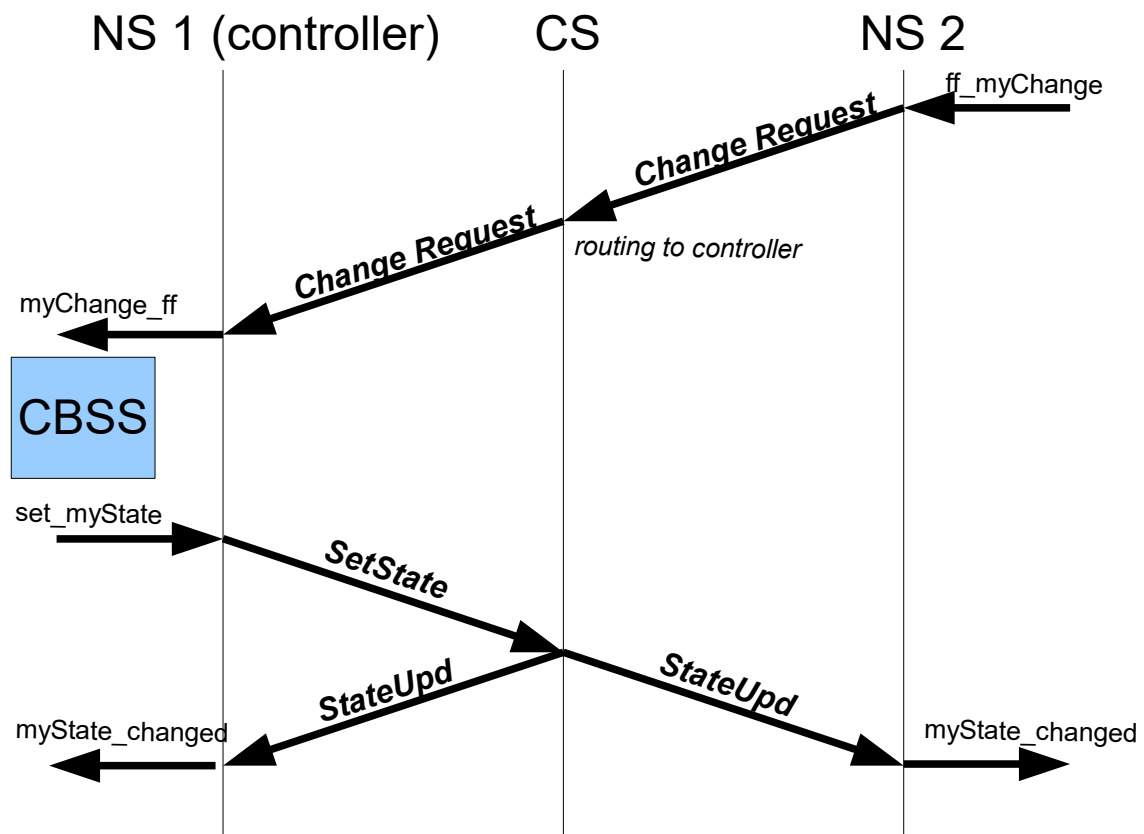 NS 1 (controller)
CS
NS 2
ff_myChange
Change Request
Change Request
routing to controller
myChange_ff
CBSS
set_myState
SetState
StateUpd
StateUpd
myState_changed
myState_changed